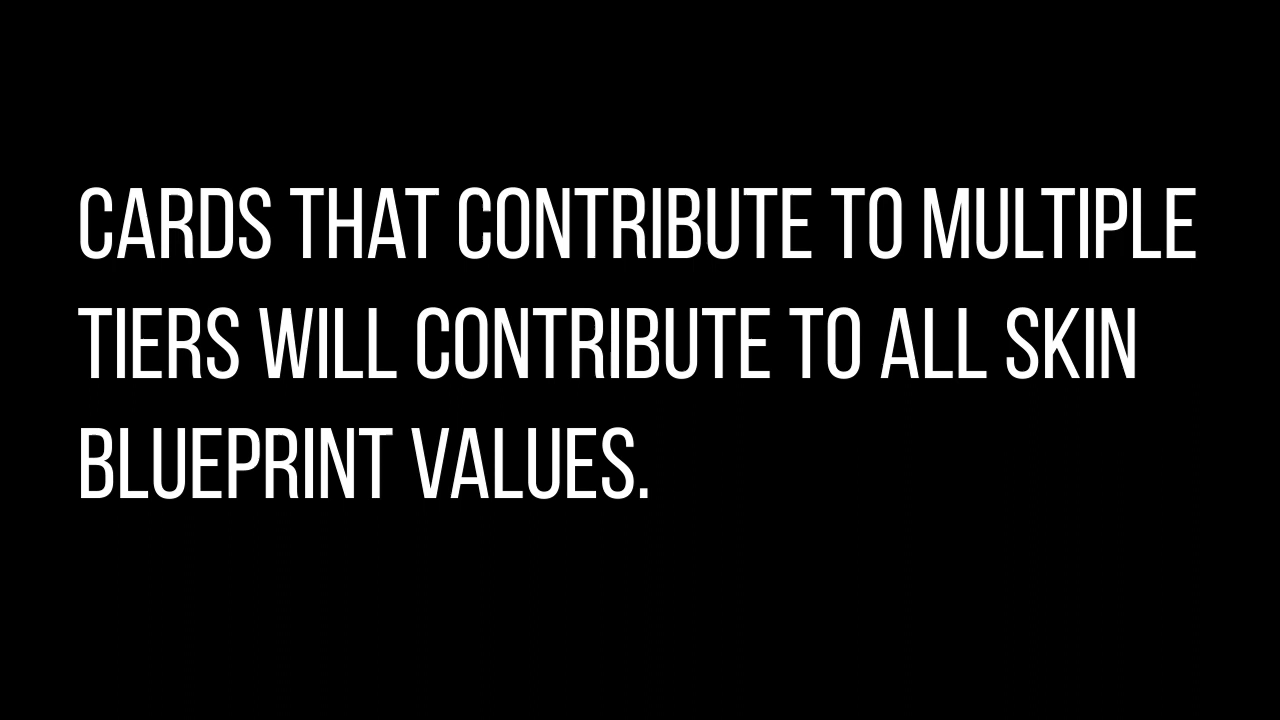 CARDS THAT CONTRIBUTE TO MULTIPLE
TIERS WILL CONTRIBUTE TO ALL SKIN
BLUEPRINT VALUES.